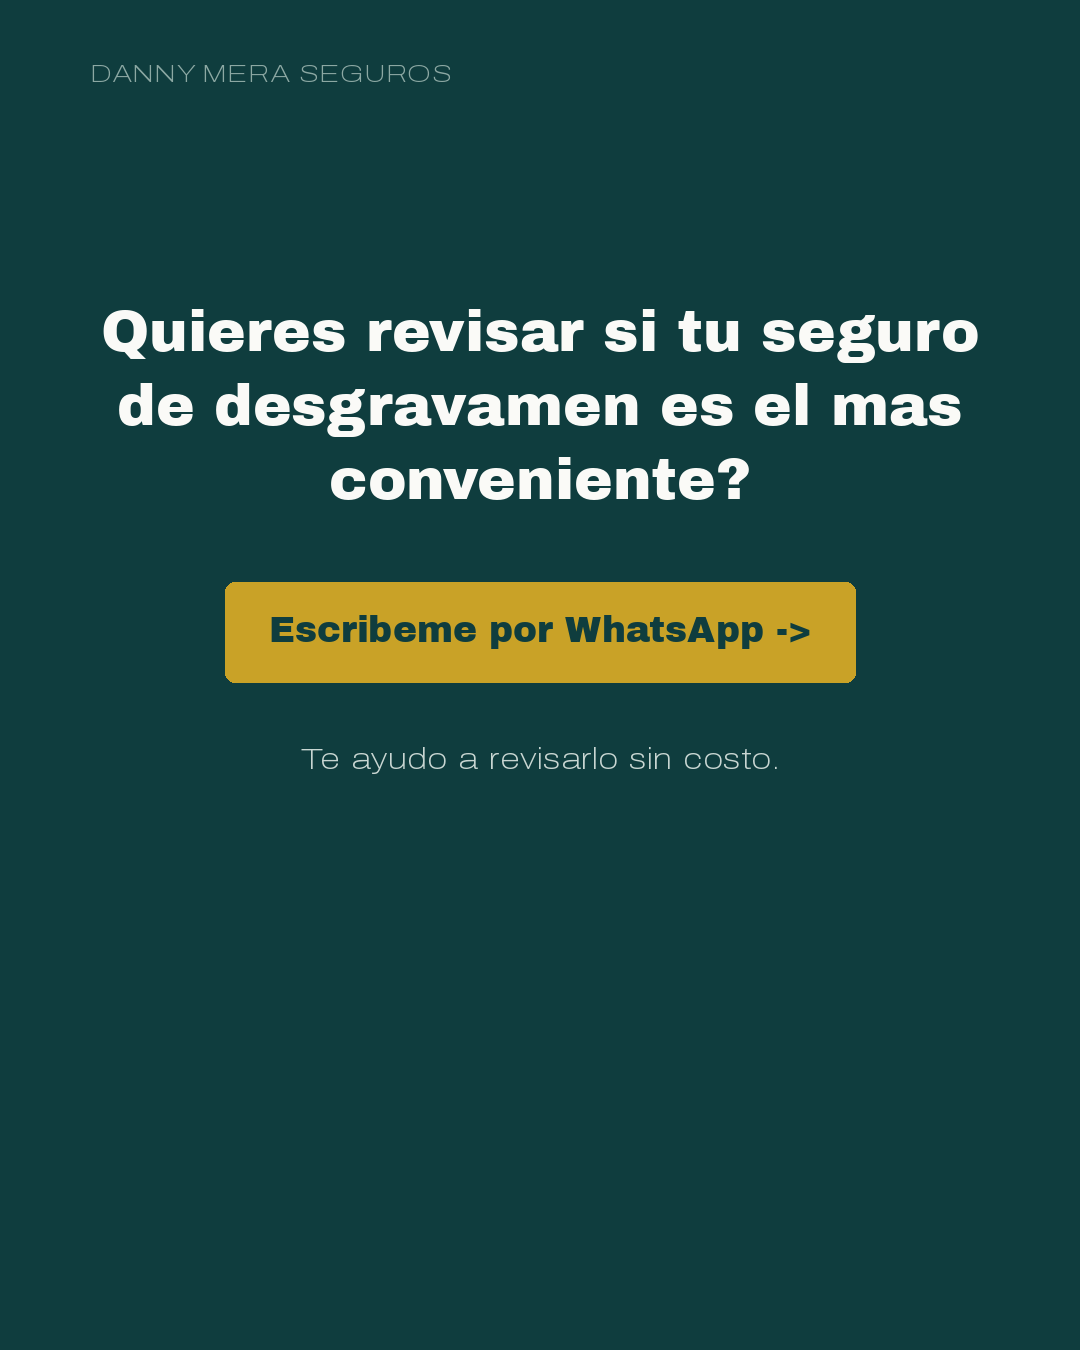 DANNY MERA SEGUROS
Quieres revisar si tu seguro
de desgravamen es el mas
conveniente?
Escribeme por WhatsApp ->
Te ayudo a revisarlo sin costo.